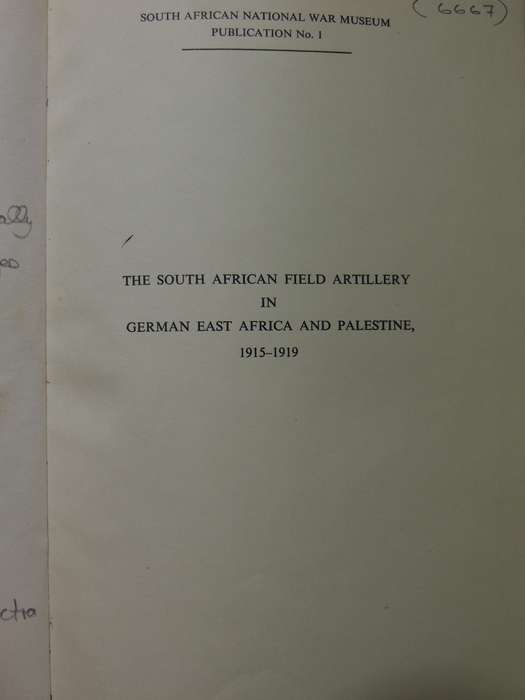 (6667)
SOUTH AFRICAN NATIONAL WAR MUSEUM
PUBLICATION No. 1
THE SOUTH AFRICAN FIELD ARTILLERY
IN
GERMAN EAST AFRICA AND PALESTINE,
1915–1919